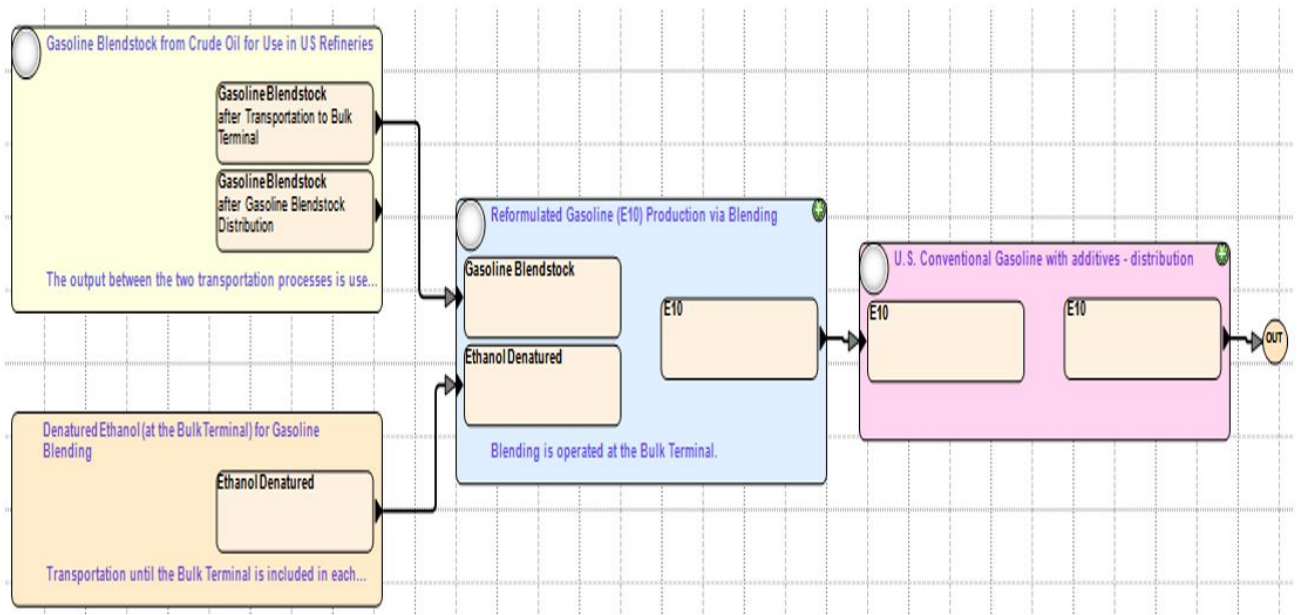 Gasoline Blendstock from Crude Oil for Use in US Refineries
Gasoline Blendstock
after Transportation to Bulk
Terminal
Gasoline Blendstock
after Gasoline Blendstock
Distribution
The output between the two transportation processes is use...
Denatured Ethanol (at the Bulk Terminal) for Gasoline
Blending
Ethanol Denatured
Transportation until the Bulk Terminal is included in each...
Reformulated Gasoline (E10) Production via Blending
Gasoline Blendstock
Ethanol Denatured
E10
Blending is operated at the Bulk Terminal.
U.S. Conventional Gasoline with additives - distribution
E10
E10
OUT